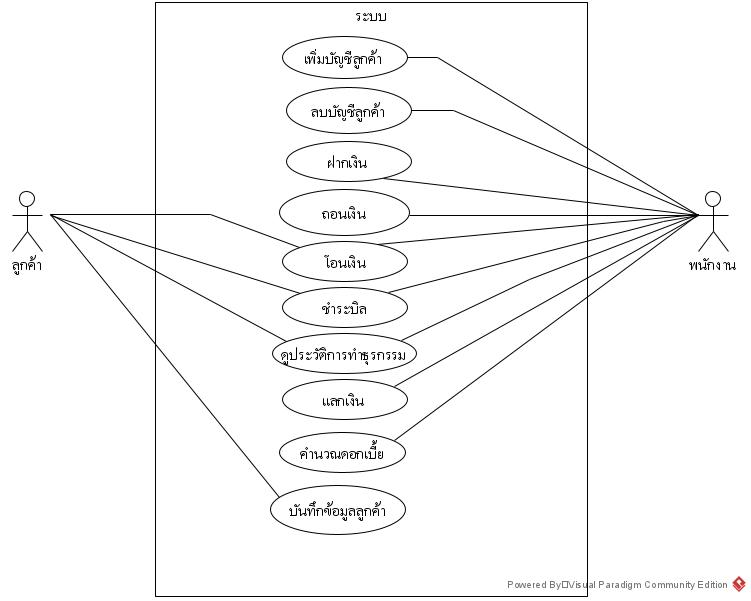 ระบบ
เพิ่มบัญชีลูกค้า
ลบบัญชีลูกค้า
ฝากเงิน
ถอนเงิน
โอนเงิน
ชำระบิล
ดูประวัติการทำธุรกรรม
แลกเงิน
คำนวณดอกเบี้ย
บันทึกข้อมูลลูกค้า
ลูกค้า
พนักงาน
Powered By□Visual Paradigm Community Edition